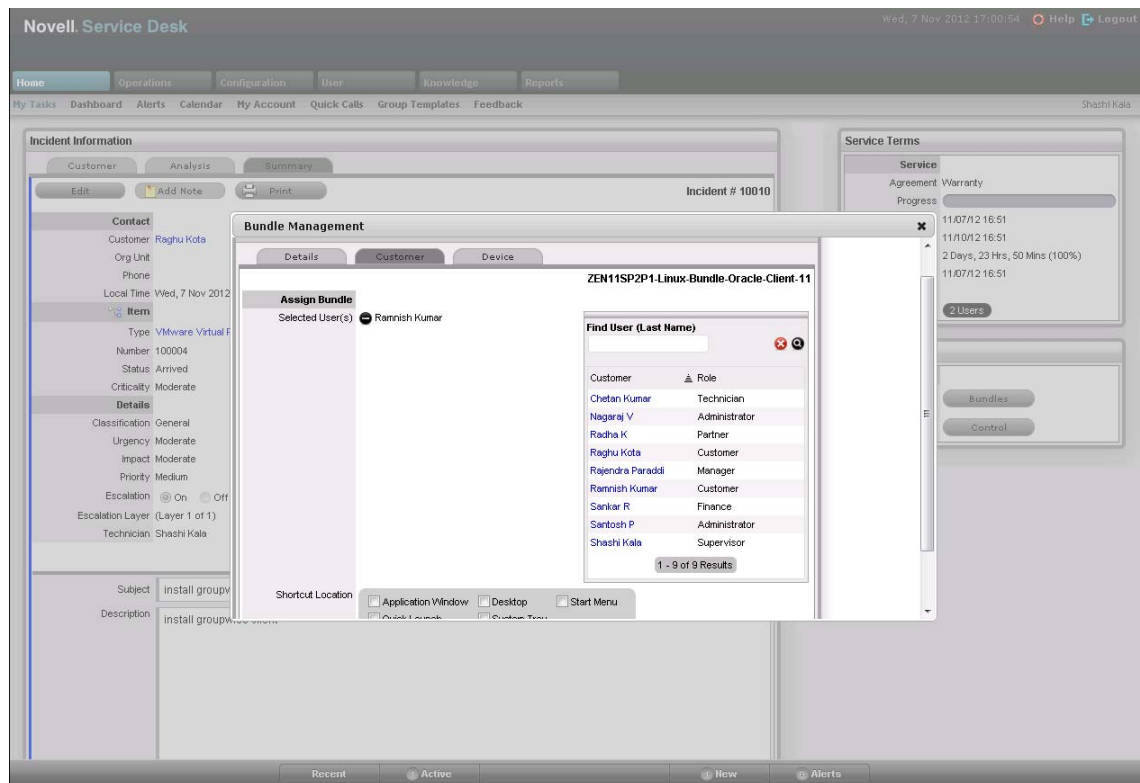 Novell. Service Desk
Wed, 7 Nov 2012 17:00:54 Help Logout
Home Operations Configuration User Knowledge Reports
My Tasks Dashboard Alerts Calendar My Account Quick Calls Group Templates Feedback Shashi Kala
Incident Information
Customer Analysis Summary
Edit Add Note Print Incident # 10010
Contact
Customer Raghu Kota
Org Unit
Phone
Local Time Wed, 7 Nov 2012
Item
Type VMware Virtual
Number 100004
Status Arrived
Criticality Moderate
Details
Classification General
Urgency Moderate
Impact Moderate
Priority Medium
Escalation On Off
Escalation Layer (Layer 1 of 1)
Technician Shashi Kala
Subject install groupw
Description install groupwise client
Bundle Management
Details Customer Device
ZEN11SP2P1-Linux-Bundle-Oracle-Client-11
Assign Bundle
Selected User(s) Ramnish Kumar
Find User (Last Name)
Customer Role
Chetan Kumar Technician
Nagaraj V Administrator
Radha K Partner
Raghu Kota Customer
Rajendra Paraddi Manager
Ramnish Kumar Customer
Sankar R Finance
Santosh P Administrator
Shashi Kala Supervisor
1 - 9 of 9 Results
Shortcut Location Application Window Desktop Start Menu
Quick Launch System Tray
Service Terms
Service
Agreement Warranty
Progress
11/07/12 16:51
11/10/12 16:51
2 Days, 23 Hrs, 50 Mins (100%)
11/07/12 16:51
2 Users
Bundles
Control
Recent Active New Alerts